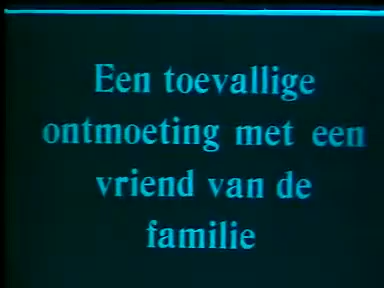 Een toevallige
ontmoeting met een
vriend van de
familie